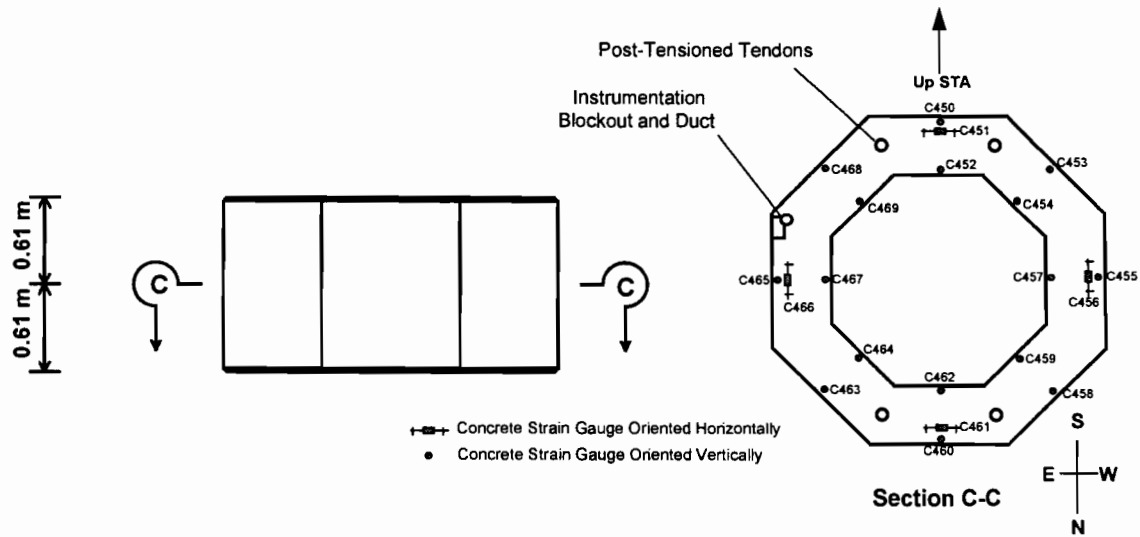 Post-Tensioned Tendons
Instrumentation
Blockout and Duct
Up STA
C450
C451
C468
C452
C453
C469
C454
0.61 m
0.61 m
C
C
C465
C467
C457
C455
C466
C456
C464
C459
C463
C462
C458
C461
C460
Concrete Strain Gauge Oriented Horizontally
Concrete Strain Gauge Oriented Vertically
Section C-C
S
E
W
N